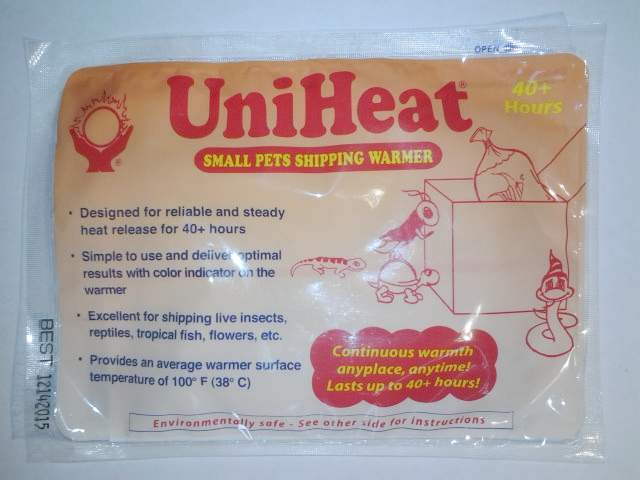 OPEN
UniHeat®
40+
Hours
SMALL PETS SHIPPING WARMER
®
• Designed for reliable and steady
heat release for 40+ hours
• Simple to use and deliver optimal
results with color indicator on the
warmer
• Excellent for shipping live insects,
reptiles, tropical fish, flowers, etc.
• Provides an average warmer surface
temperature of 100° F (38° C)
Continuous warmth
anyplace, anytime!
Lasts up to 40+ hours!
Environmentally safe - See other side for instructions
BEST 12142015